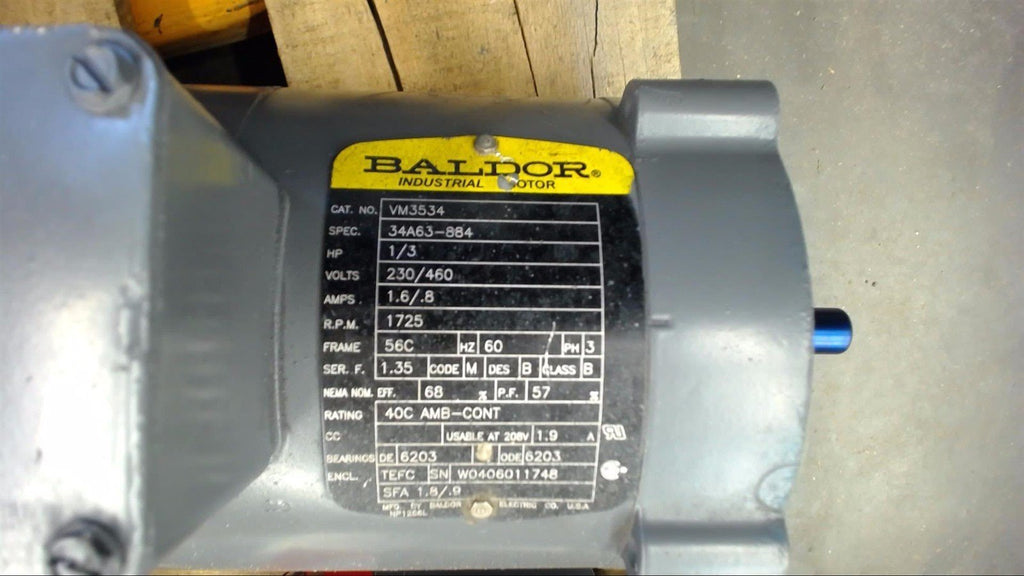 BALDOR®
INDUSTRIAL MOTOR
CAT. NO. VM3534
SPEC. 34A63-884
HP 1/3
VOLTS 230/460
AMPS 1.6/.8
R.P.M. 1725
FRAME 56C HZ 60 PH 3
SER. F. 1.35 CODE M DES B CLASS B
NEMA NOM. EFF. 68 % P.F. 57 %
RATING 40C AMB-CONT
CC USABLE AT 208V 1.9 A
BEARINGS DE 6203 ODE 6203
ENCL. TEFC SN W0406011748
SFA 1.8/.9
MFG. BY BALDOR ELECTRIC CO. U.S.A